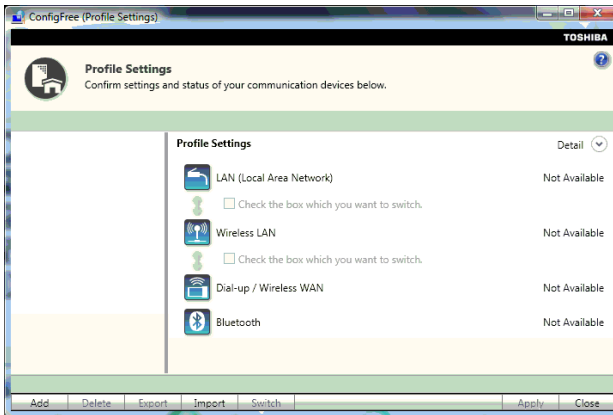 ConfigFree (Profile Settings)
TOSHIBA
Profile Settings
Confirm settings and status of your communication devices below.
Profile Settings
Detail
LAN (Local Area Network)
Not Available
Check the box which you want to switch.
Wireless LAN
Not Available
Check the box which you want to switch.
Dial-up / Wireless WAN
Not Available
Bluetooth
Not Available
Add
Delete
Export
Import
Switch
Apply
Close